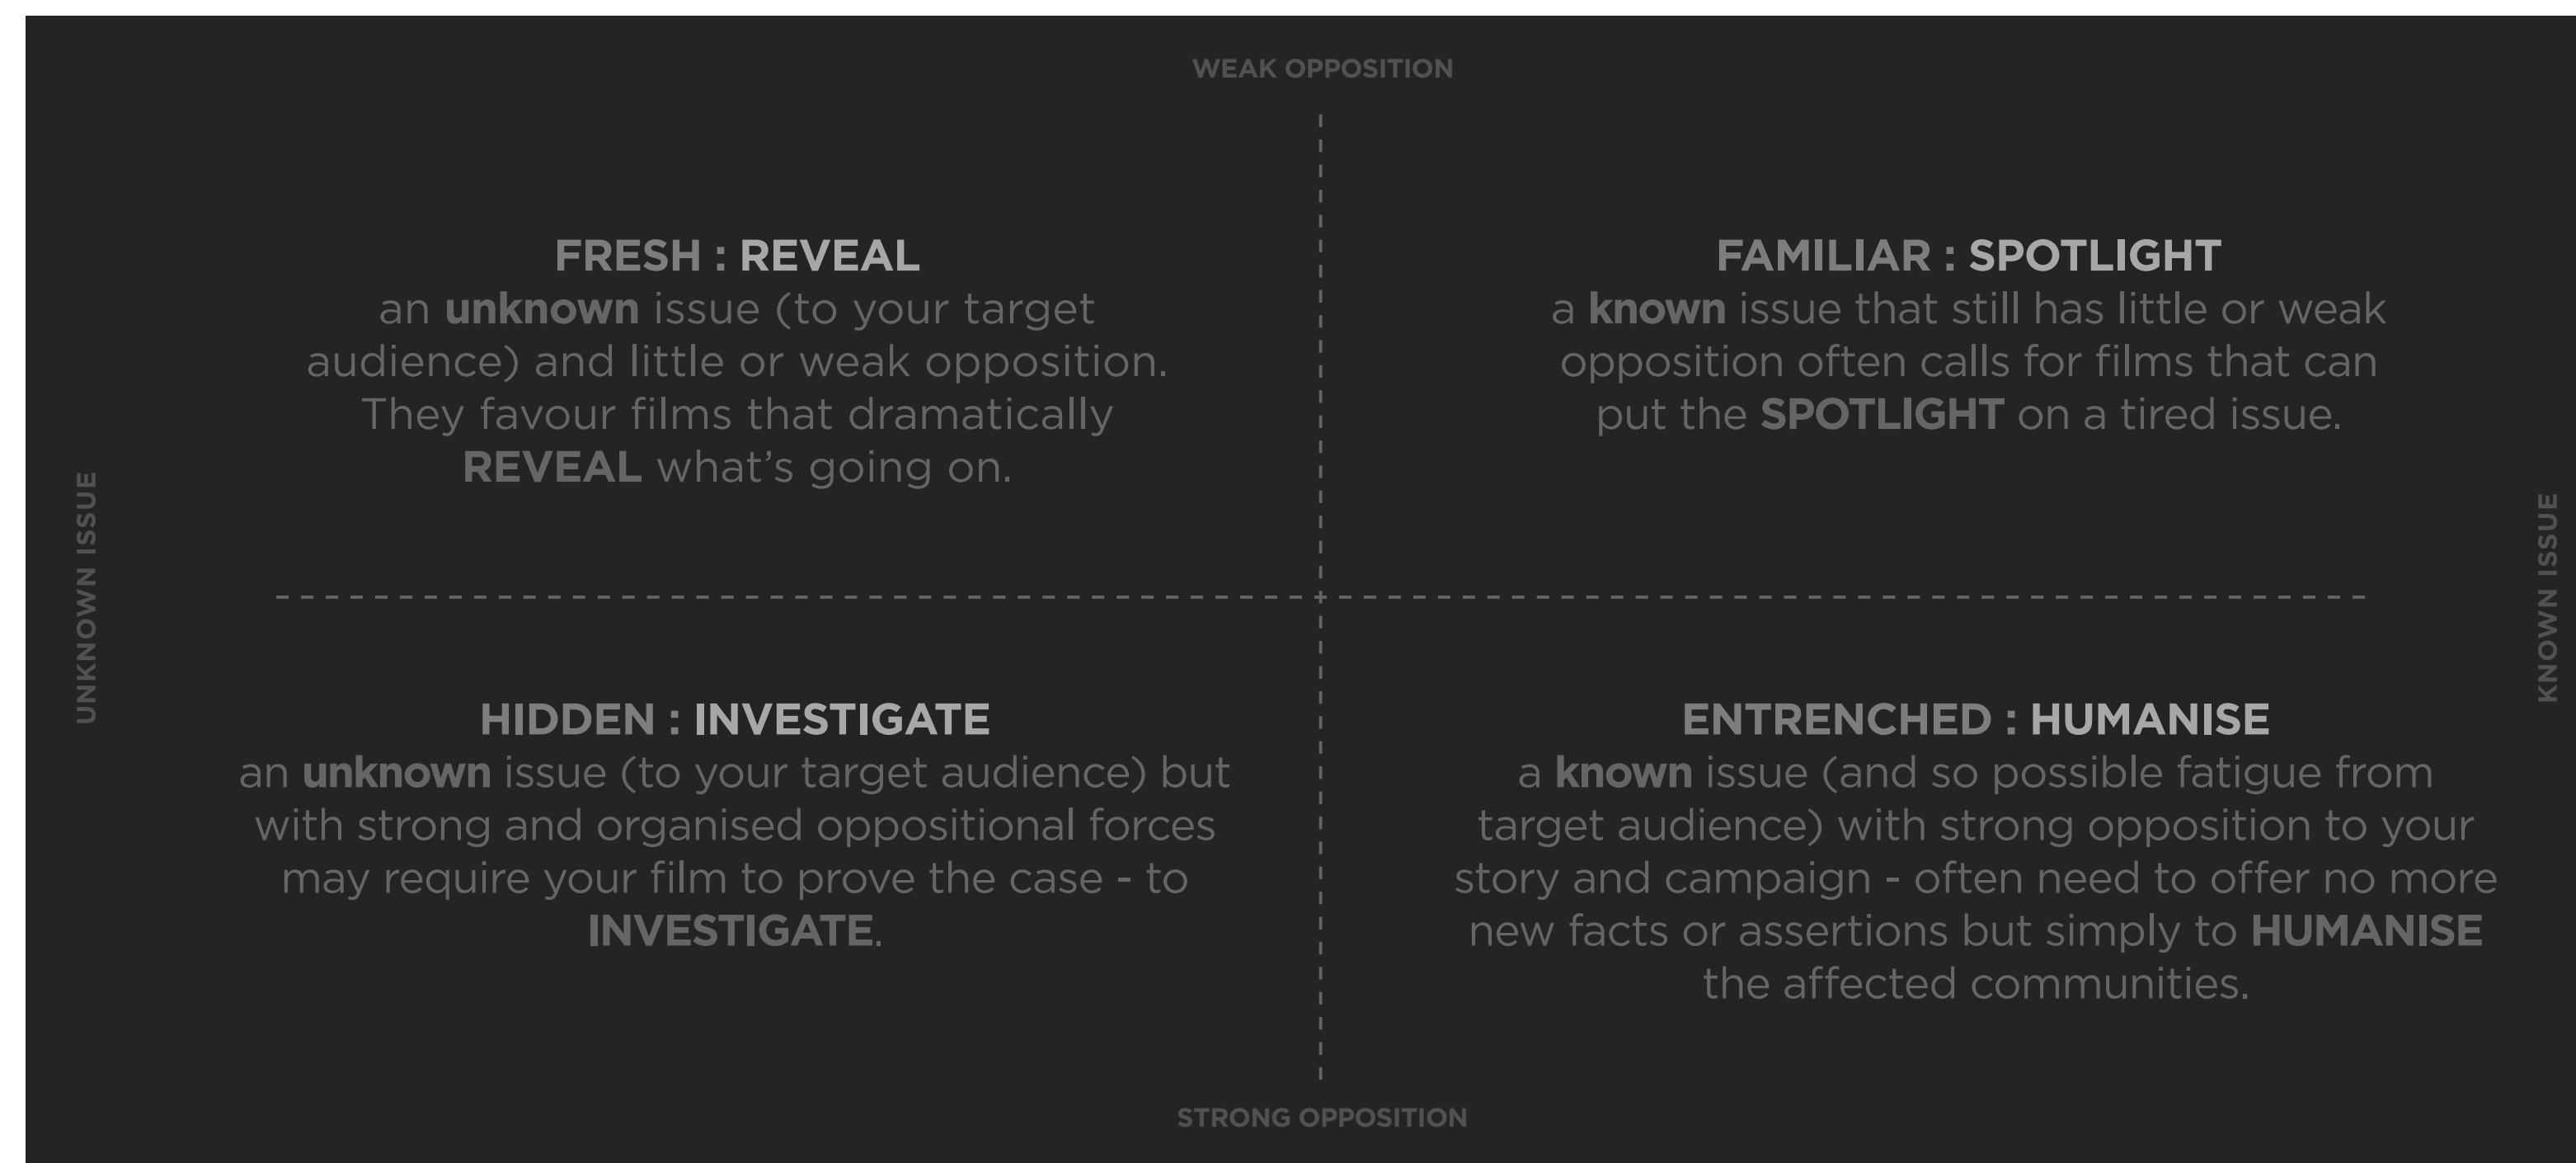 WEAK OPPOSITION
FRESH : REVEAL
an unknown issue (to your target
audience) and little or weak opposition.
They favour films that dramatically
REVEAL what’s going on.
FAMILIAR : SPOTLIGHT
a known issue that still has little or weak
opposition often calls for films that can
put the SPOTLIGHT on a tired issue.
UNKNOWN ISSUE
KNOWN ISSUE
HIDDEN : INVESTIGATE
an unknown issue (to your target audience) but
with strong and organised oppositional forces
may require your film to prove the case - to
INVESTIGATE.
ENTRENCHED : HUMANISE
a known issue (and so possible fatigue from
target audience) with strong opposition to your
story and campaign - often need to offer no more
new facts or assertions but simply to HUMANISE
the affected communities.
STRONG OPPOSITION